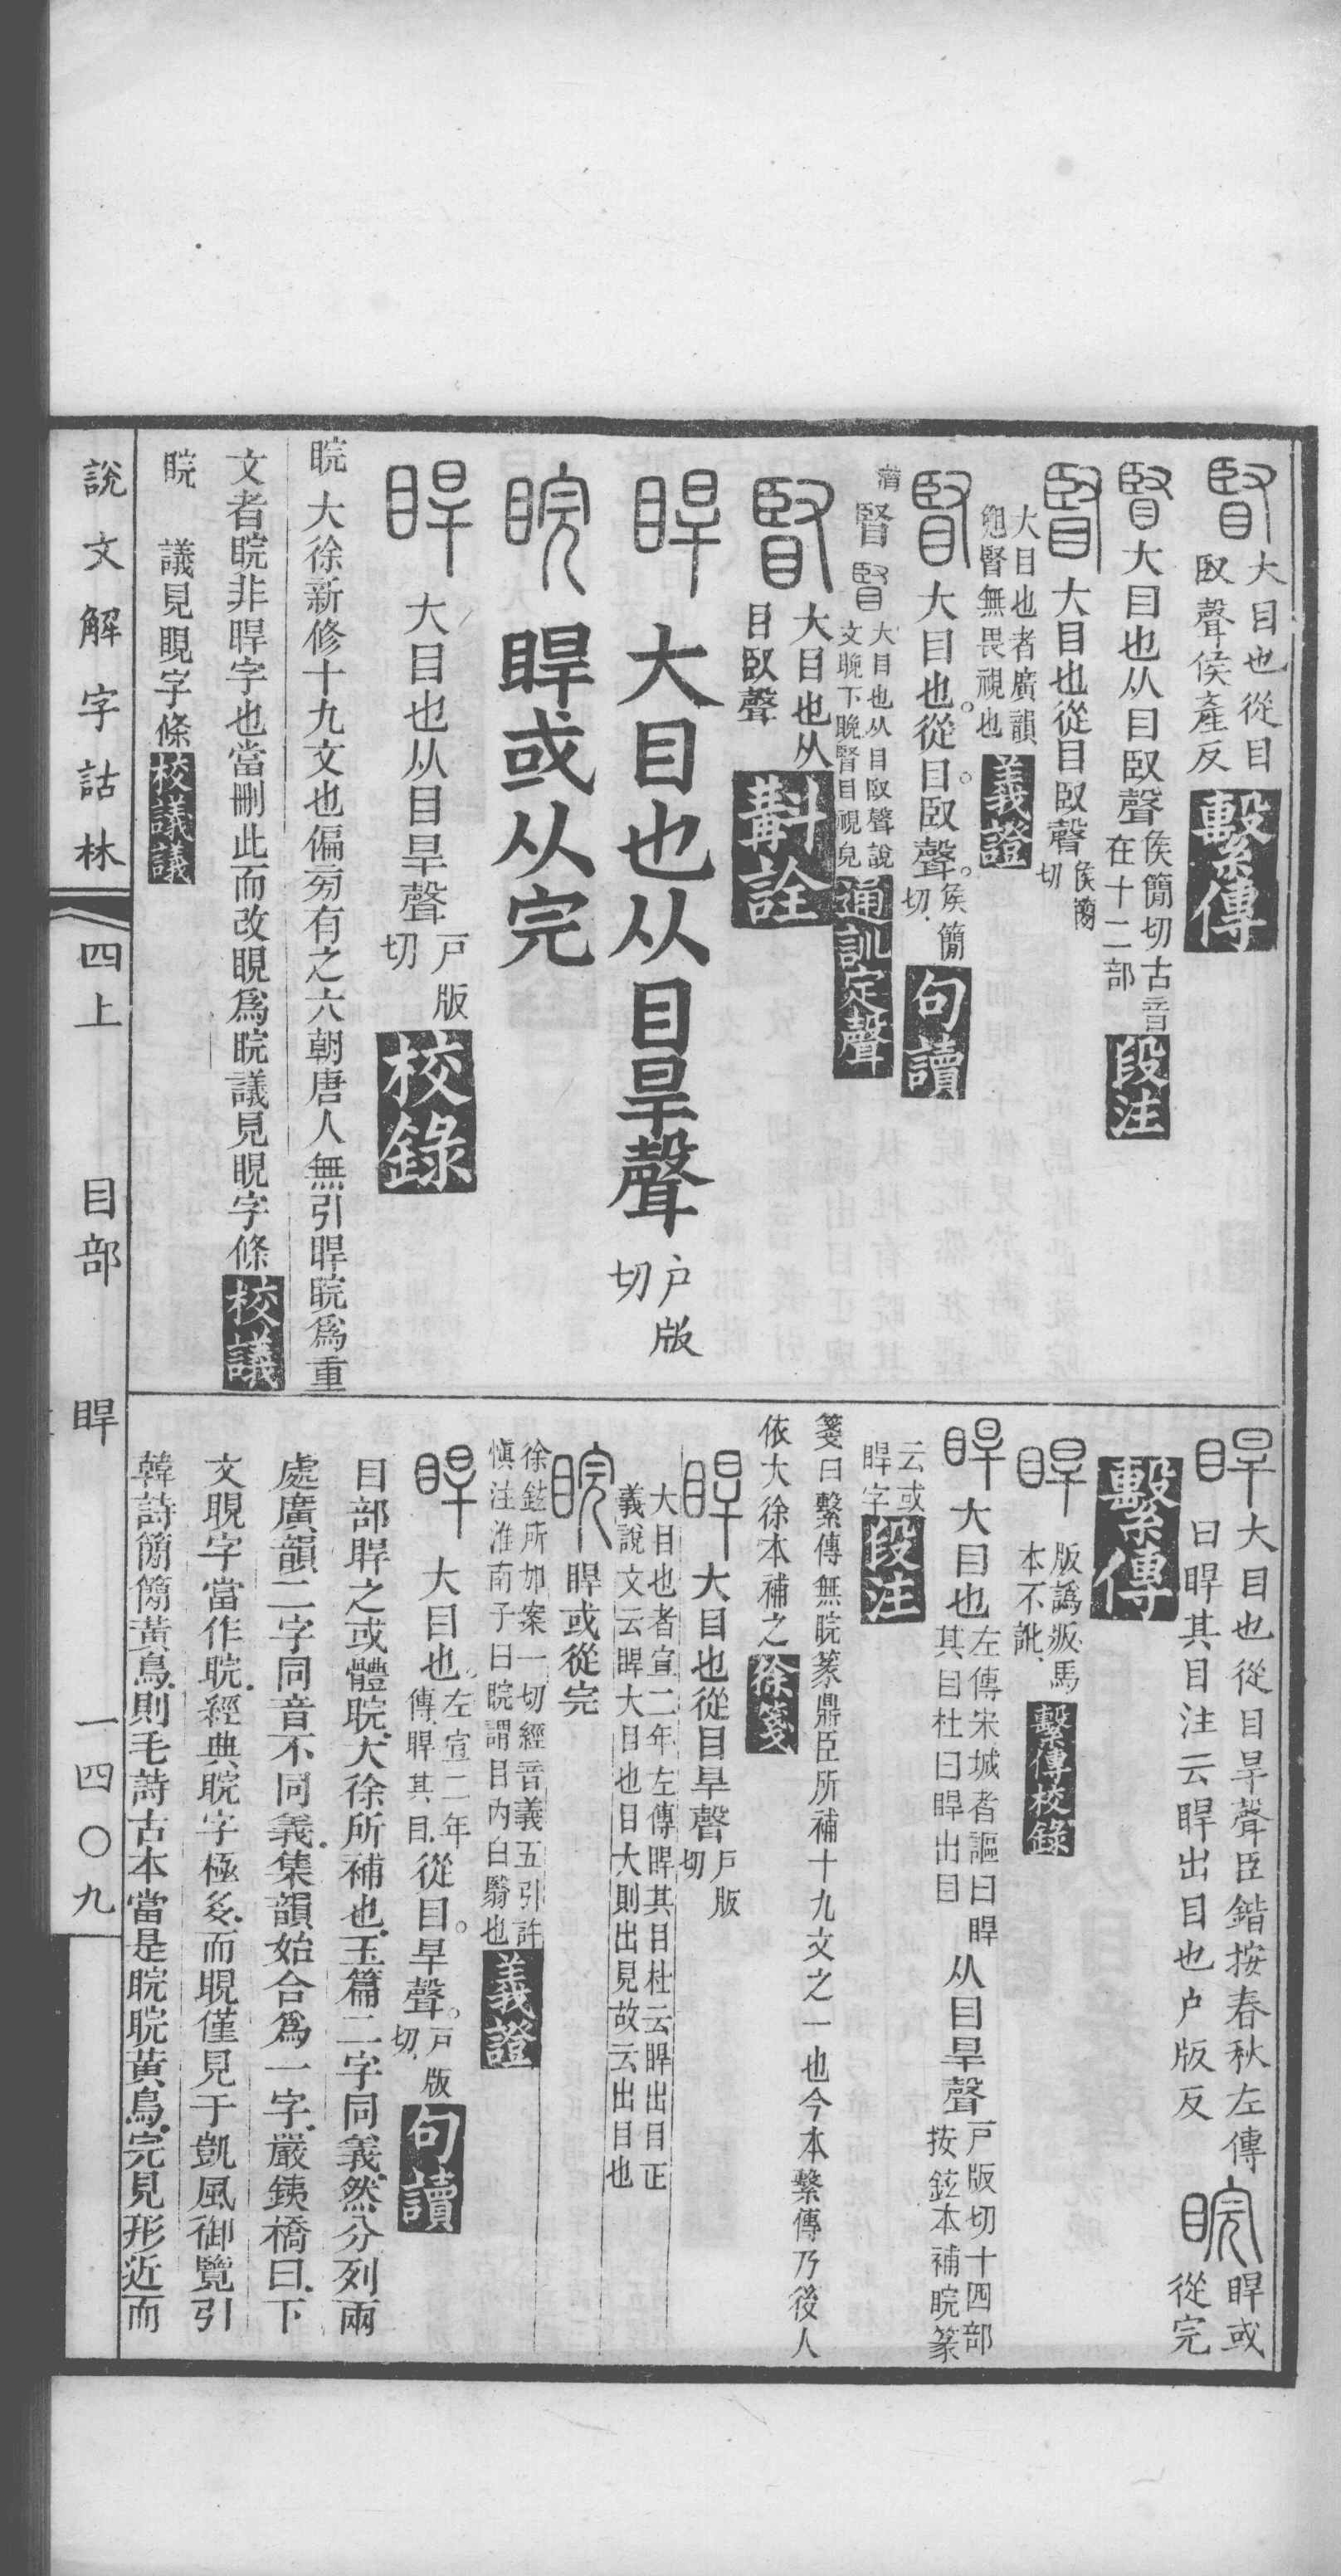 䁂大目也從目臤聲侯產反繫傳
䁂大目也从目臤聲侯簡切古音在十二部段注
䁂大目也從目臤聲侯簡切
大目也者廣韻䁂無畏視也義證
䁂大目也。從目。臤聲。侯簡切句讀
䁂䁂大目也从目臤聲說文睌下睌䁂目視皃通訓定聲
䁂大目也从目臤聲斠詮
睅大目也从目旱聲戶版切
睆睅或从完
睅大目也从目旱聲戶版切校錄
睆大徐新修十九文也偏旁有之六朝唐人無引睅睆爲重
文者睆非睅字也當刪此而改睍爲睆議見睍字條校議
睆議見睍字條校議議
睅大目也從目旱聲臣鍇按春秋左傳曰睅其目注云睅出目也戶版反睆睅或從完
繫傳
睅版譌叛馬本不訛繫傳校錄
睅大目也左傳宋城者謳曰睅其目杜曰睅出目从目旱聲戶版切十四部按鉉本補睆篆
云或睅字段注
箋曰繫傳無睆篆鼎臣所補十九文之一也今本繫傳乃後人
依大徐本補之徐箋
睅大目也從目旱聲戶版切
大目也者宣二年左傳睅其目杜云睅出目正義說文云睅大目也目大則出見故云出目也
睆睅或從完
徐鉉所加案一切經音義五引許愼注淮南子曰睆謂目內白翳也義證
睅大目也。左宣二年傳睅其目從目。旱聲。戶版切句讀
目部睅之或體睆大徐所補也玉篇二字同義然分列兩
處廣韻二字同音不同義集韻始合爲一字嚴銕橋曰下
文睍字當作睆經典睆字極多而睍僅見于凱風御覽引
韓詩簡簡黃鳥則毛詩古本當是睆睆黃鳥完見形近而
說文解字詁林
四上
目部
睅
一四〇九